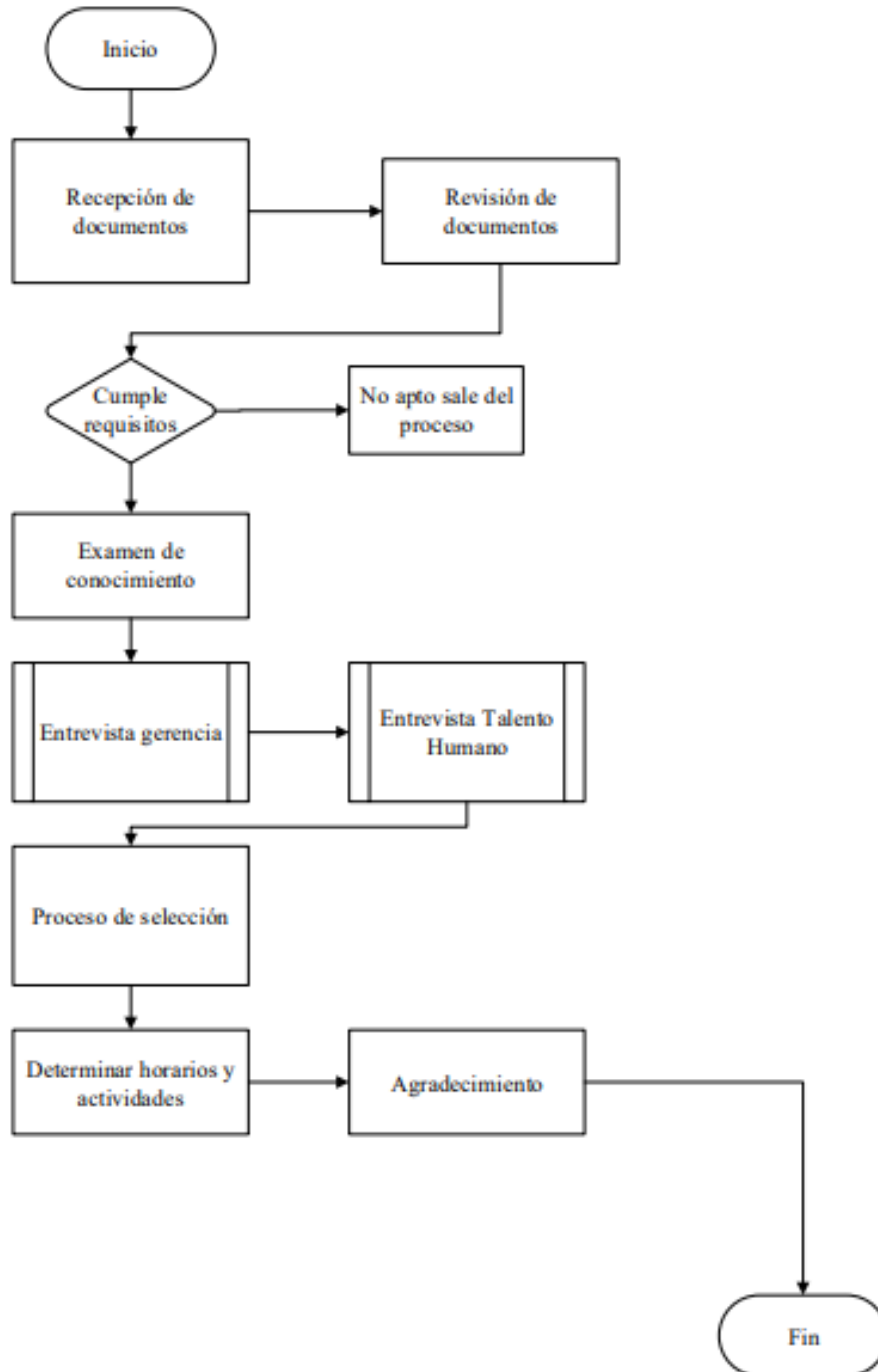 Inicio
Recepción de
documentos
Revisión de
documentos
Cumple
requisitos
No apto sale del
proceso
Examen de
conocimiento
Entrevista gerencia
Entrevista Talento
Humano
Proceso de selección
Determinar horarios y
actividades
Agradecimiento
Fin